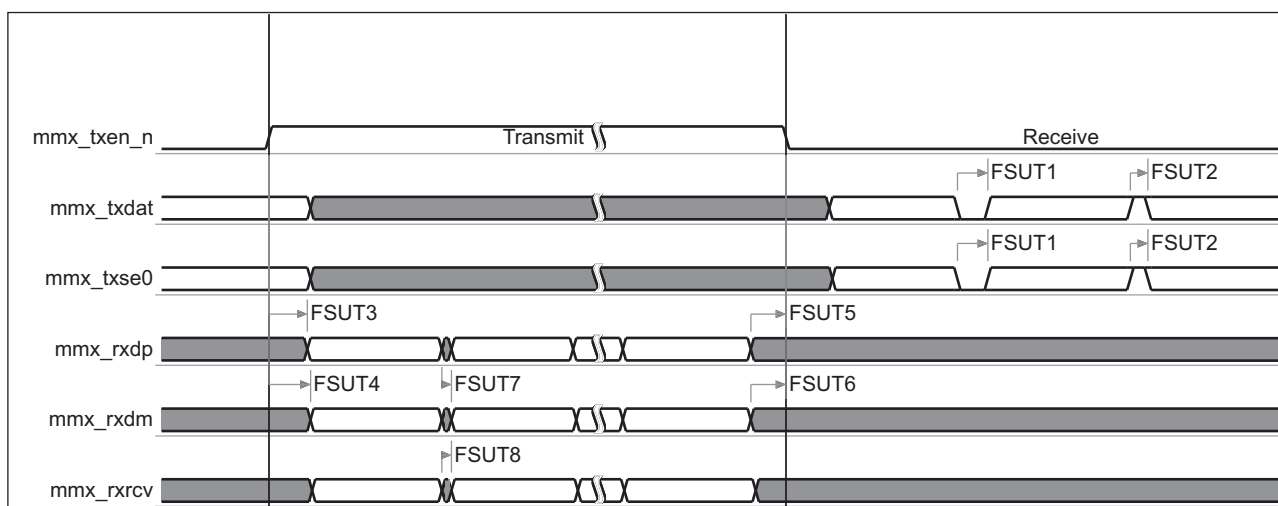 mmx_txen_n Transmit Receive
FSUT1 FSUT2
mmx_txdat
FSUT1 FSUT2
mmx_txse0
FSUT3 FSUT5
mmx_rxdp
FSUT4 FSUT7 FSUT6
mmx_rxdm
FSUT8
mmx_rxrcv